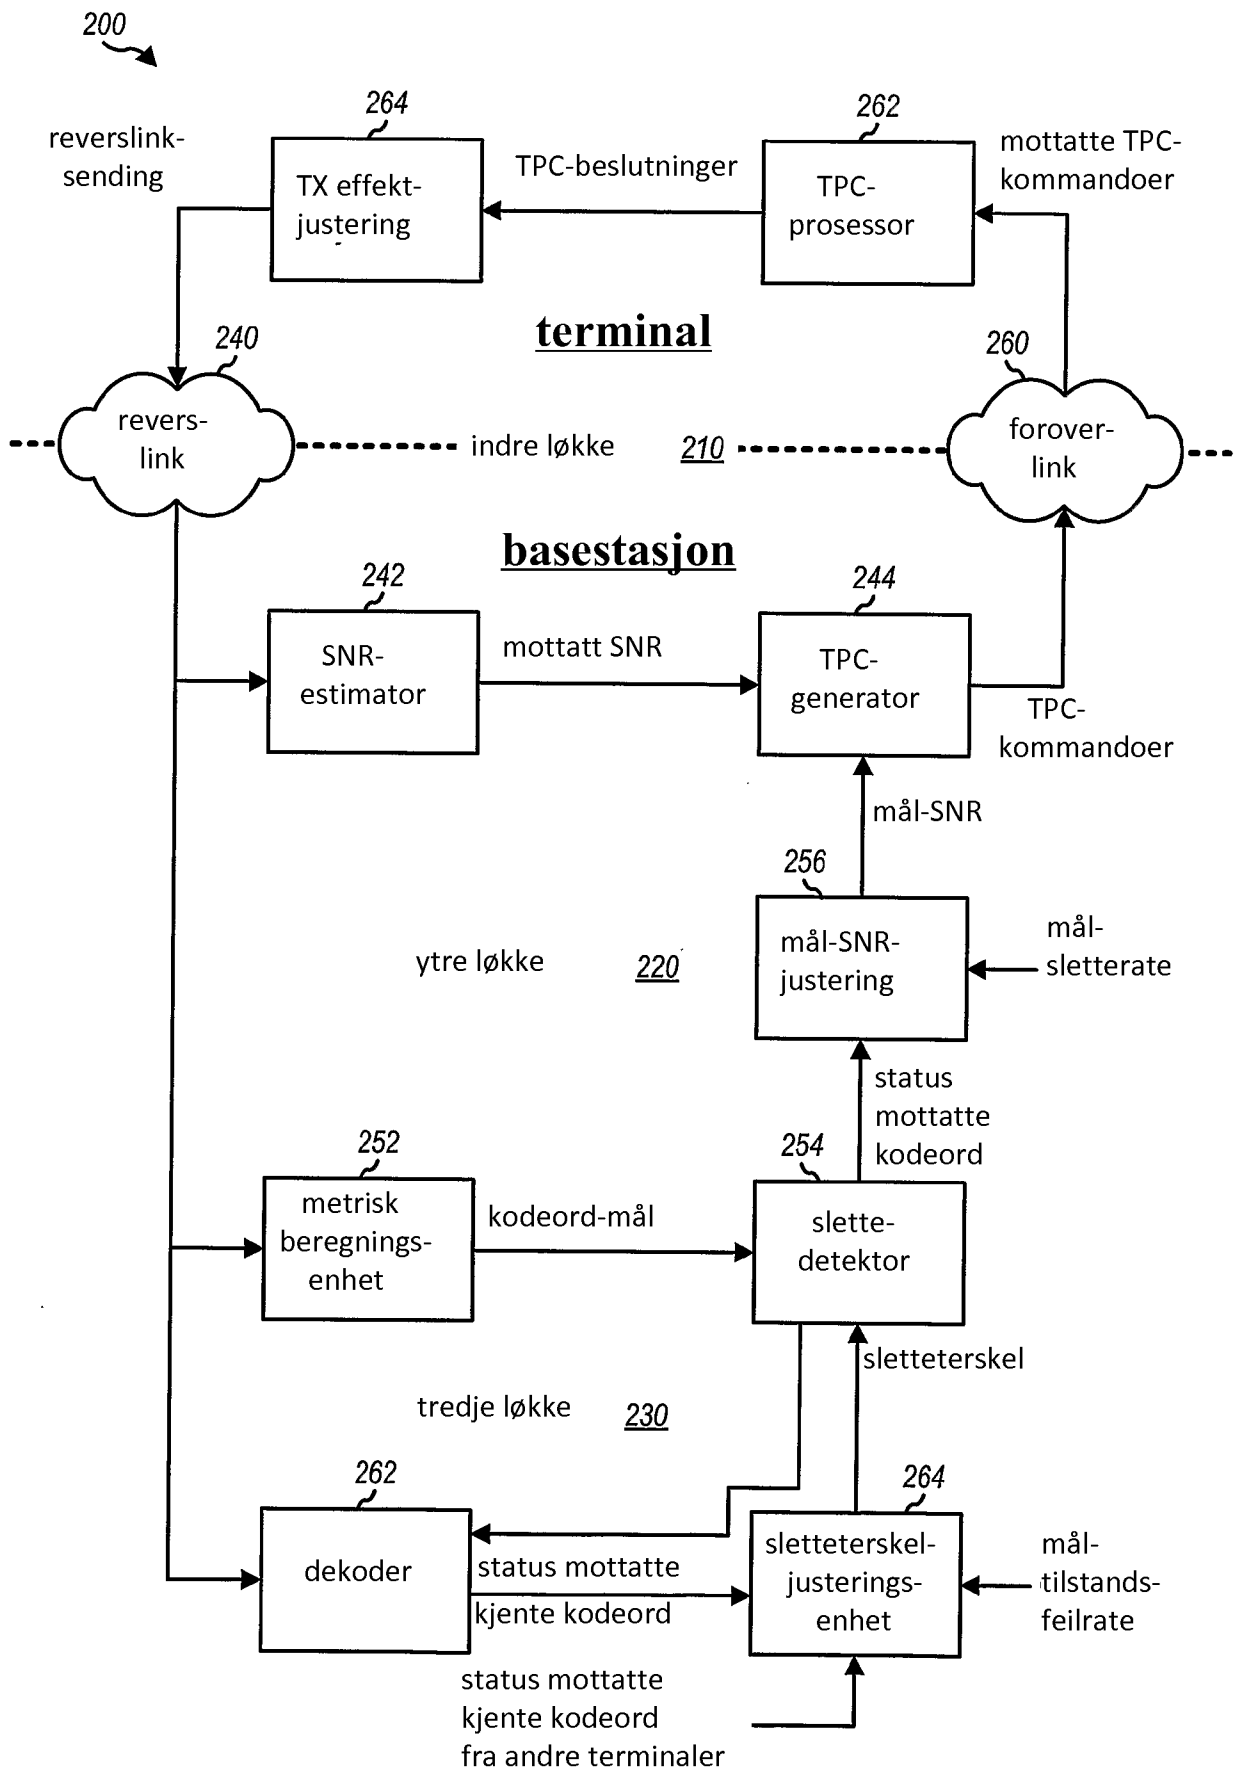 200
264
262
reverslink-
sending
TX effekt-
justering
TPC-beslutninger
TPC-
prosessor
mottatte TPC-
kommandoer
terminal
240
260
revers-
link
indre løkke 210
forover-
link
basestasjon
242
244
SNR-
estimator
mottatt SNR
TPC-
generator
TPC-
kommandoer
mål-SNR
256
mål-SNR-
justering
mål-
sletterate
ytre løkke 220
status
mottatte
kodeord
252
254
metrisk
beregnings-
enhet
kodeord-mål
slette-
detektor
sletteterskel
tredje løkke 230
262
264
dekoder
status mottatte
kjente kodeord
sletteterskel-
justerings-
enhet
mål-
tilstands-
feilrate
status mottatte
kjente kodeord
fra andre terminaler